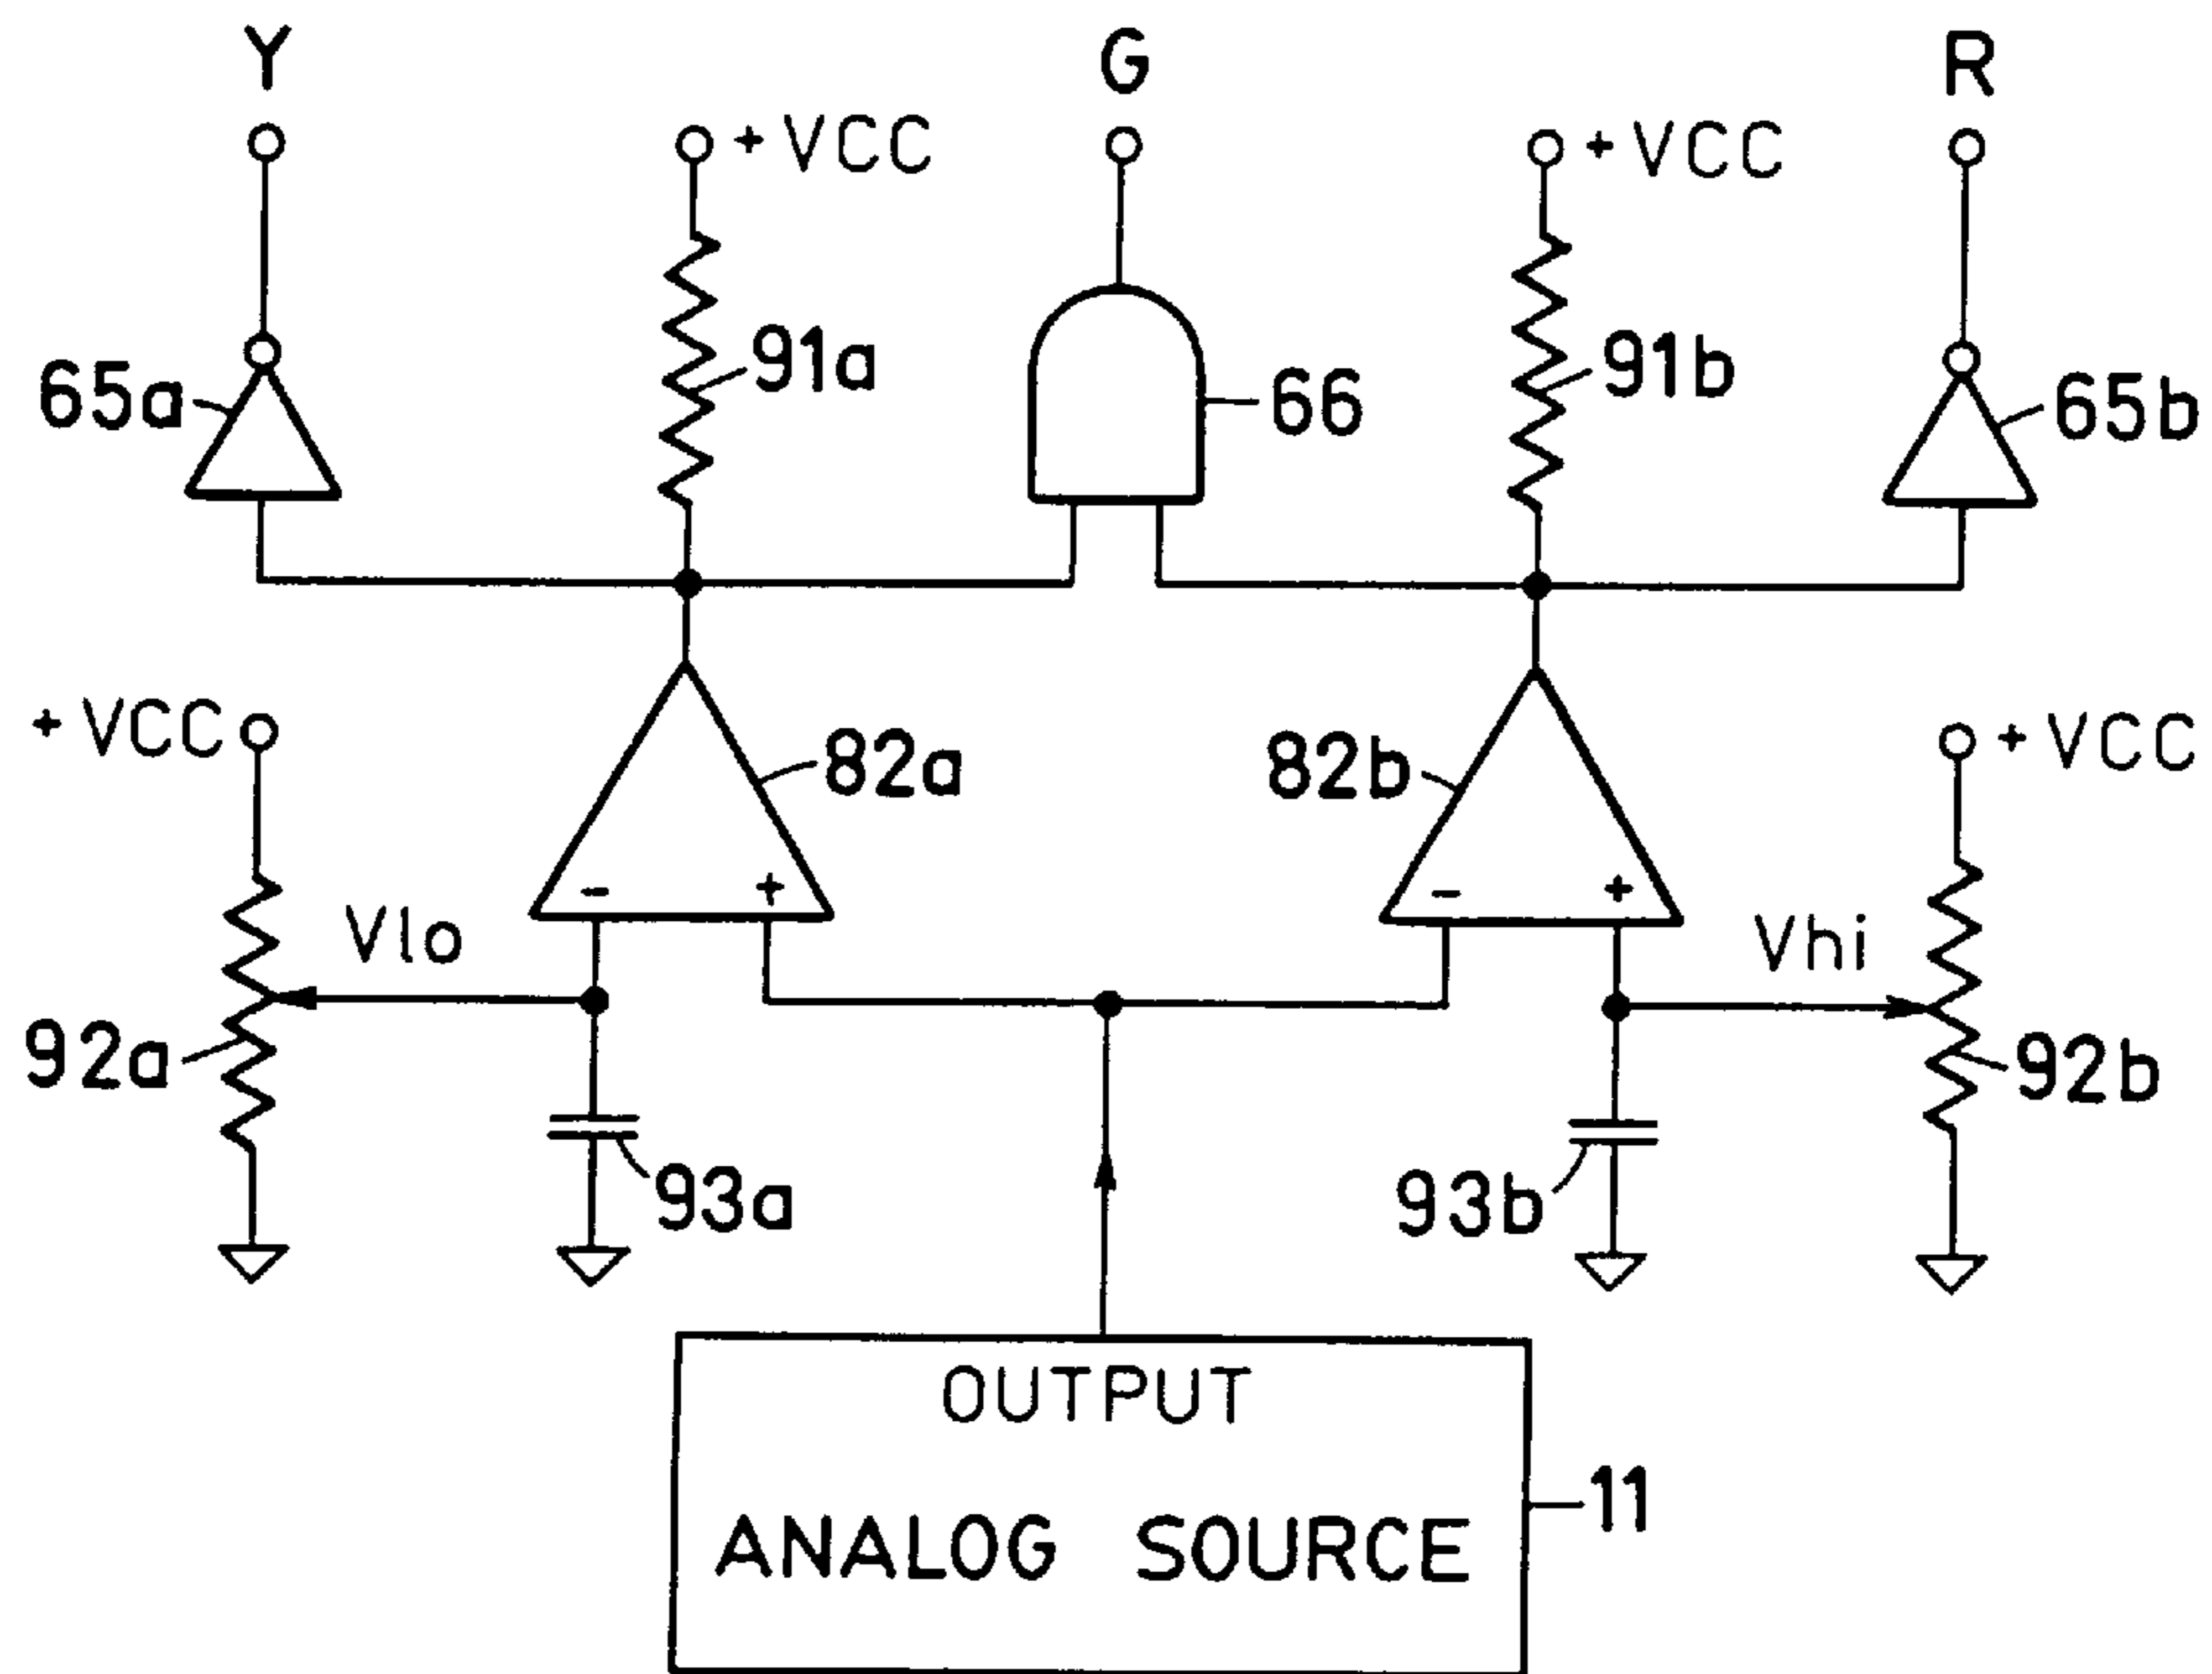 Y G R
+ VCC + VCC
65a 91a 66 91b 65b
+ VCC 82a 82b + VCC
- + - +
Vlo Vhi
92a 92b
93a 93b
OUTPUT
11
ANALOG SOURCE